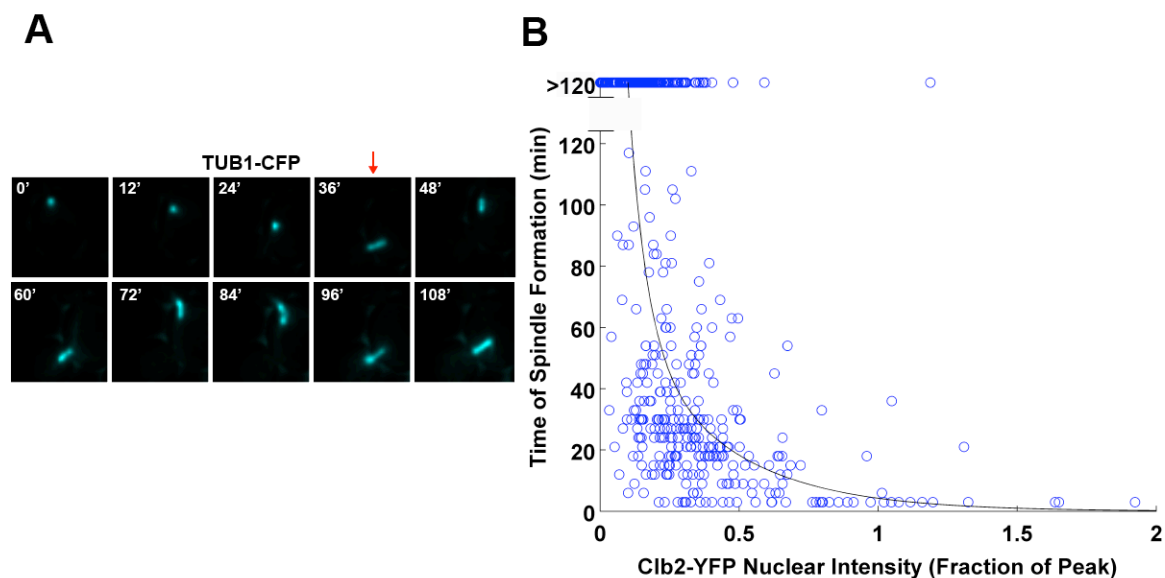 A
B
TUB1-CFP
0’ 12’ 24’ 36’ 48’
60’ 72’ 84’ 96’ 108’
Time of Spindle Formation (min)
>120
120
100
80
60
40
20
0
0 0.5 1 1.5 2
Clb2-YFP Nuclear Intensity (Fraction of Peak)